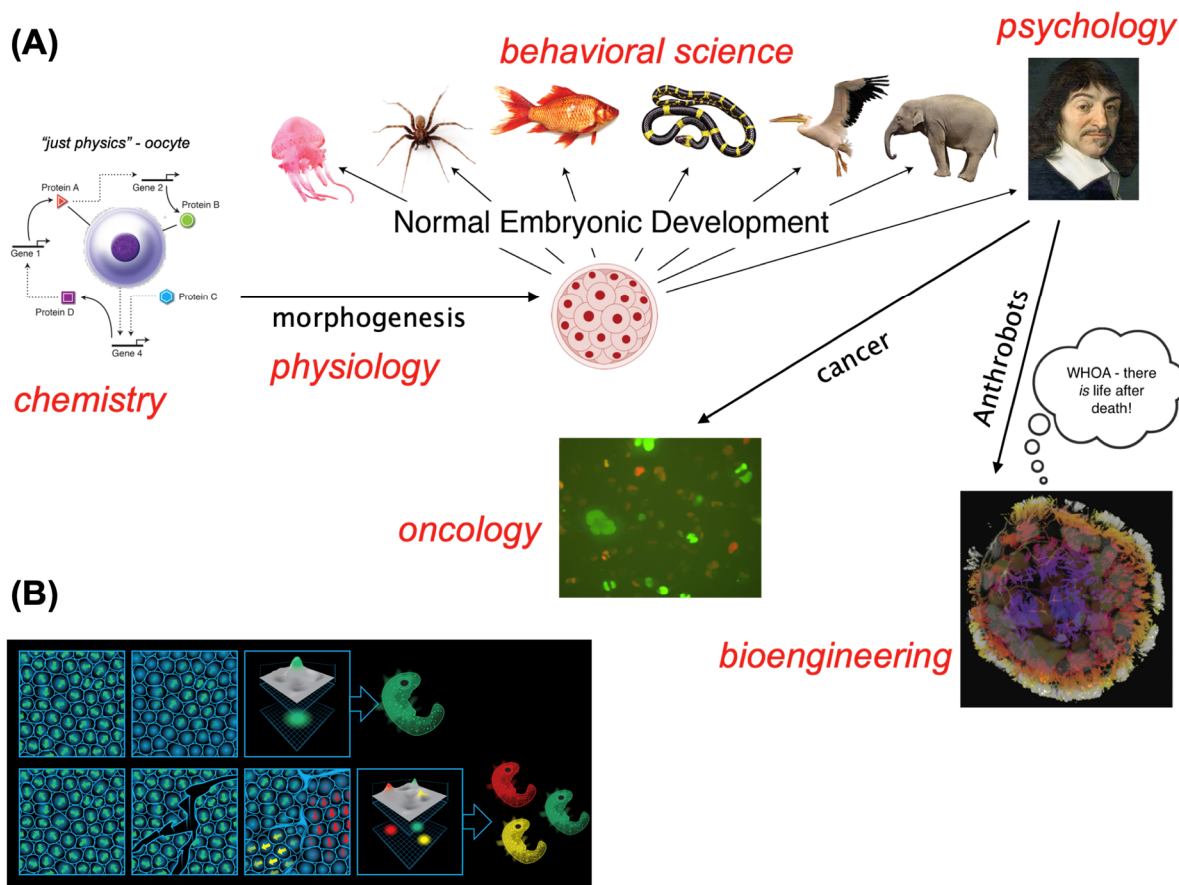 (A)
psychology
behavioral science
"just physics" - oocyte
Protein A
Gene 2
Protein B
Gene 1
Normal Embryonic Development
Protein D
Protein C
Gene 4
morphogenesis
physiology
chemistry
cancer
Anthrobots
WHOA - there
is life after
death!
oncology
bioengineering
(B)